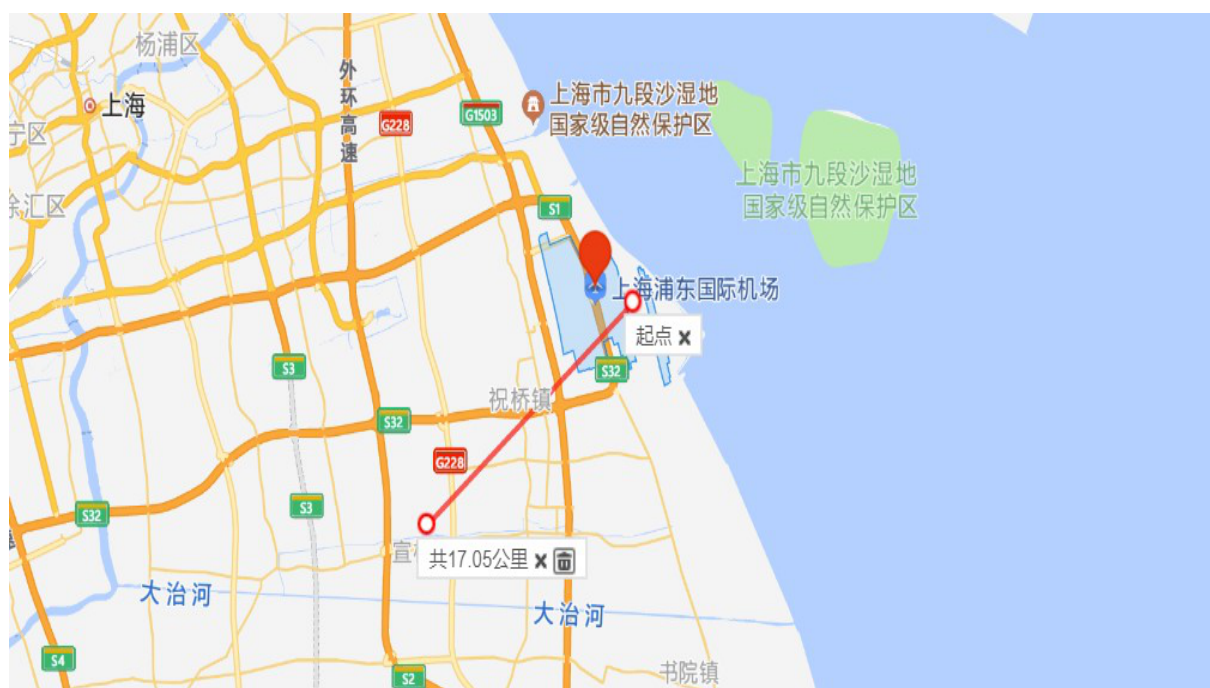 杨浦区
上海
宁区
徐汇区
外
环
高
速
G228
G1503
上海市九段沙湿地
国家级自然保护区
上海市九段沙湿地
国家级自然保护区
S1
上海浦东国际机场
起点
S3
S32
祝桥镇
S32
G228
S32
S3
宣
共17.05公里
大治河
大治河
S4
S2
书院镇